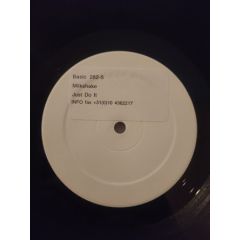 Basic 282-5
Milkshake
Just Do It
INFO fax +31(0)10 4362217